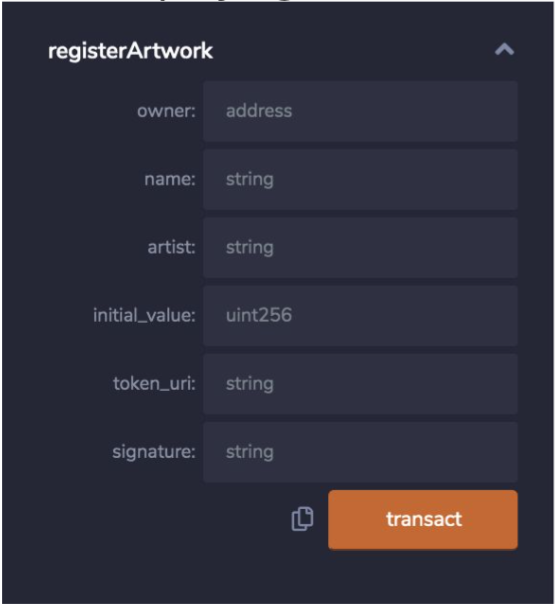 registerArtwork
owner: address
name: string
artist: string
initial_value: uint256
token_uri: string
signature: string
transact